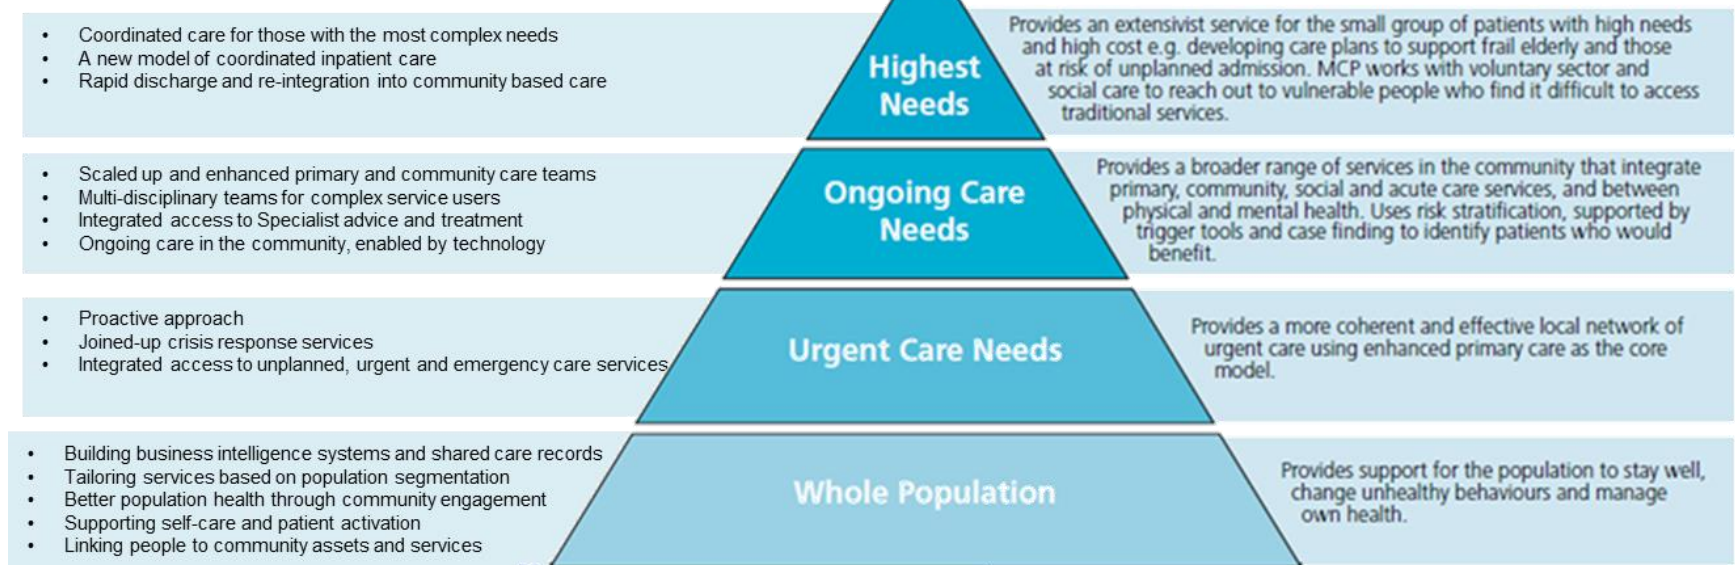 • Coordinated care for those with the most complex needs
• A new model of coordinated inpatient care
• Rapid discharge and re-integration into community based care
Highest
Needs
Provides an extensivist service for the small group of patients with high needs
and high cost e.g. developing care plans to support frail elderly and those
at risk of unplanned admission. MCP works with voluntary sector and
social care to reach out to vulnerable people who find it difficult to access
traditional services.
• Scaled up and enhanced primary and community care teams
• Multi-disciplinary teams for complex service users
• Integrated access to Specialist advice and treatment
• Ongoing care in the community, enabled by technology
Ongoing Care
Needs
Provides a broader range of services in the community that integrate
primary, community, social and acute care services, and between
physical and mental health. Uses risk stratification, supported by
trigger tools and case finding to identify patients who would
benefit.
• Proactive approach
• Joined-up crisis response services
• Integrated access to unplanned, urgent and emergency care services
Urgent Care Needs
Provides a more coherent and effective local network of
urgent care using enhanced primary care as the core
model.
• Building business intelligence systems and shared care records
• Tailoring services based on population segmentation
• Better population health through community engagement
• Supporting self-care and patient activation
• Linking people to community assets and services
Whole Population
Provides support for the population to stay well,
change unhealthy behaviours and manage
own health.